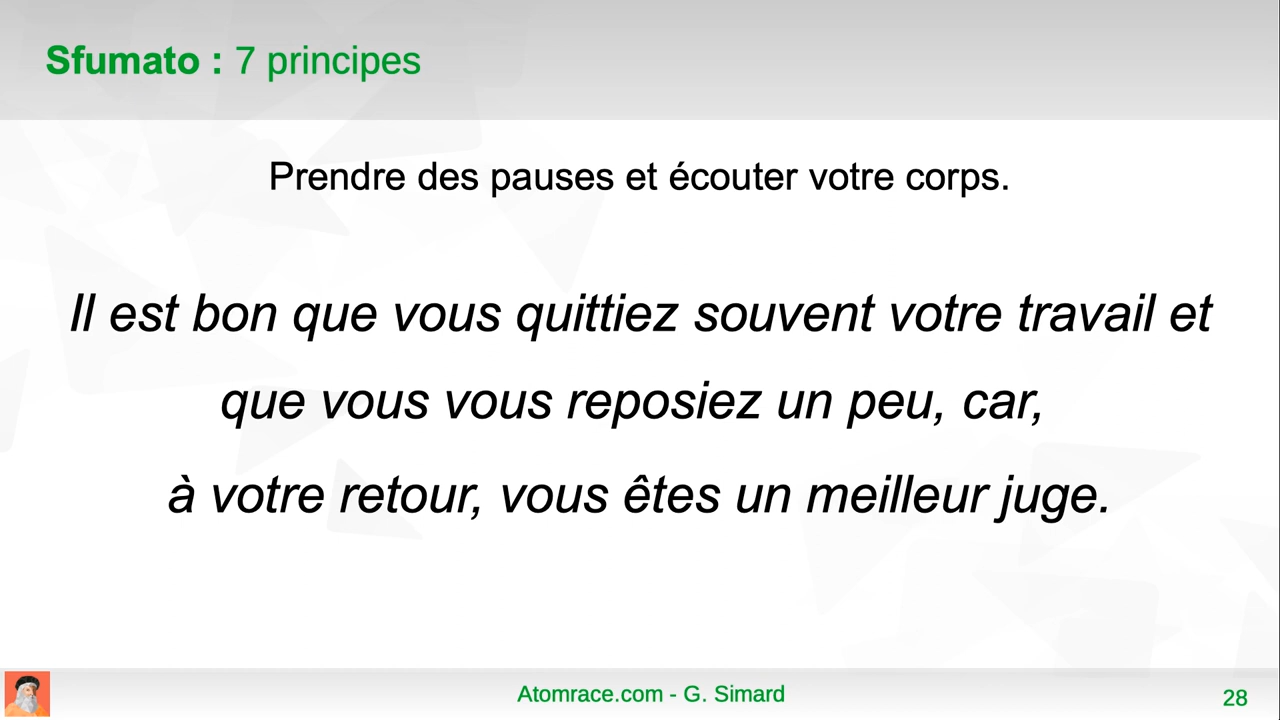 Sfumato : 7 principes
Prendre des pauses et écouter votre corps.
Il est bon que vous quittiez souvent votre travail et
que vous vous reposiez un peu, car,
à votre retour, vous êtes un meilleur juge.
Atomrace.com - G. Simard
28